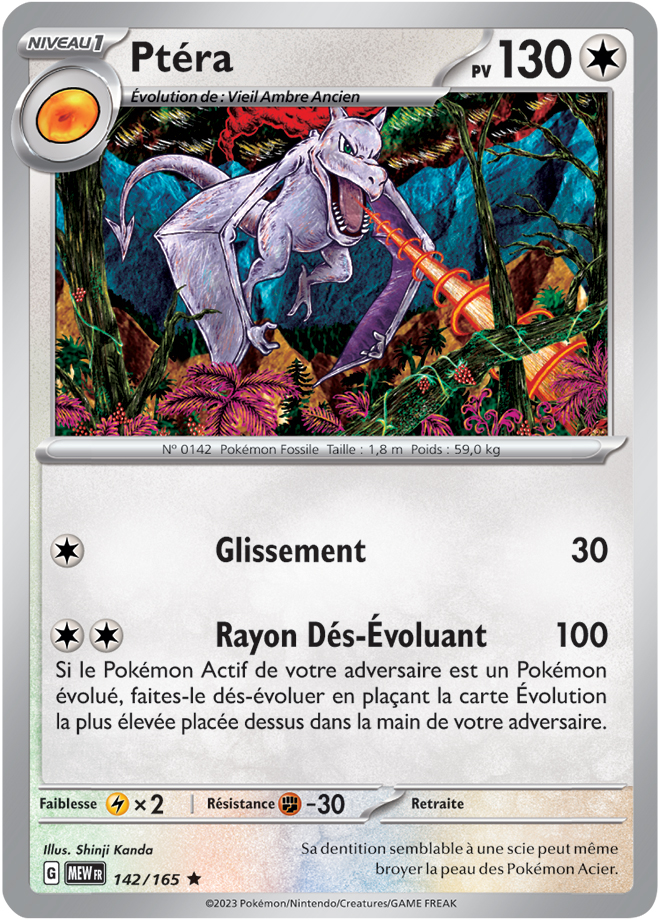 NIVEAU 1
Ptéra
PV 130
Évolution de : Vieil Ambre Ancien
N° 0142 Pokémon Fossile Taille : 1,8 m Poids : 59,0 kg
Glissement 30
Rayon Dés-Évoluant 100
Si le Pokémon Actif de votre adversaire est un Pokémon
évolué, faites-le dés-évoluer en plaçant la carte Évolution
la plus élevée placée dessus dans la main de votre adversaire.
Faiblesse ×2 Résistance -30 Retraite
Illus. Shinji Kanda
Sa dentition semblable à une scie peut même
broyer la peau des Pokémon Acier.
G MEW FR 142/165 ★
©2023 Pokémon/Nintendo/Creatures/GAME FREAK